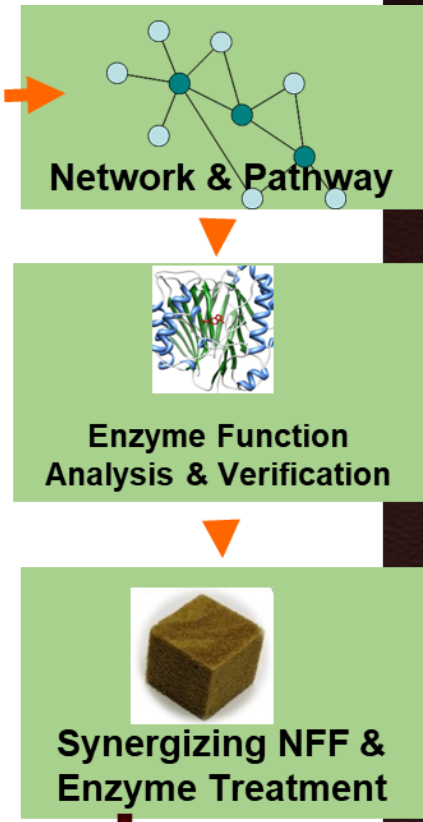 Network & Pathway
Enzyme Function
Analysis & Verification
Synergizing NFF &
Enzyme Treatment